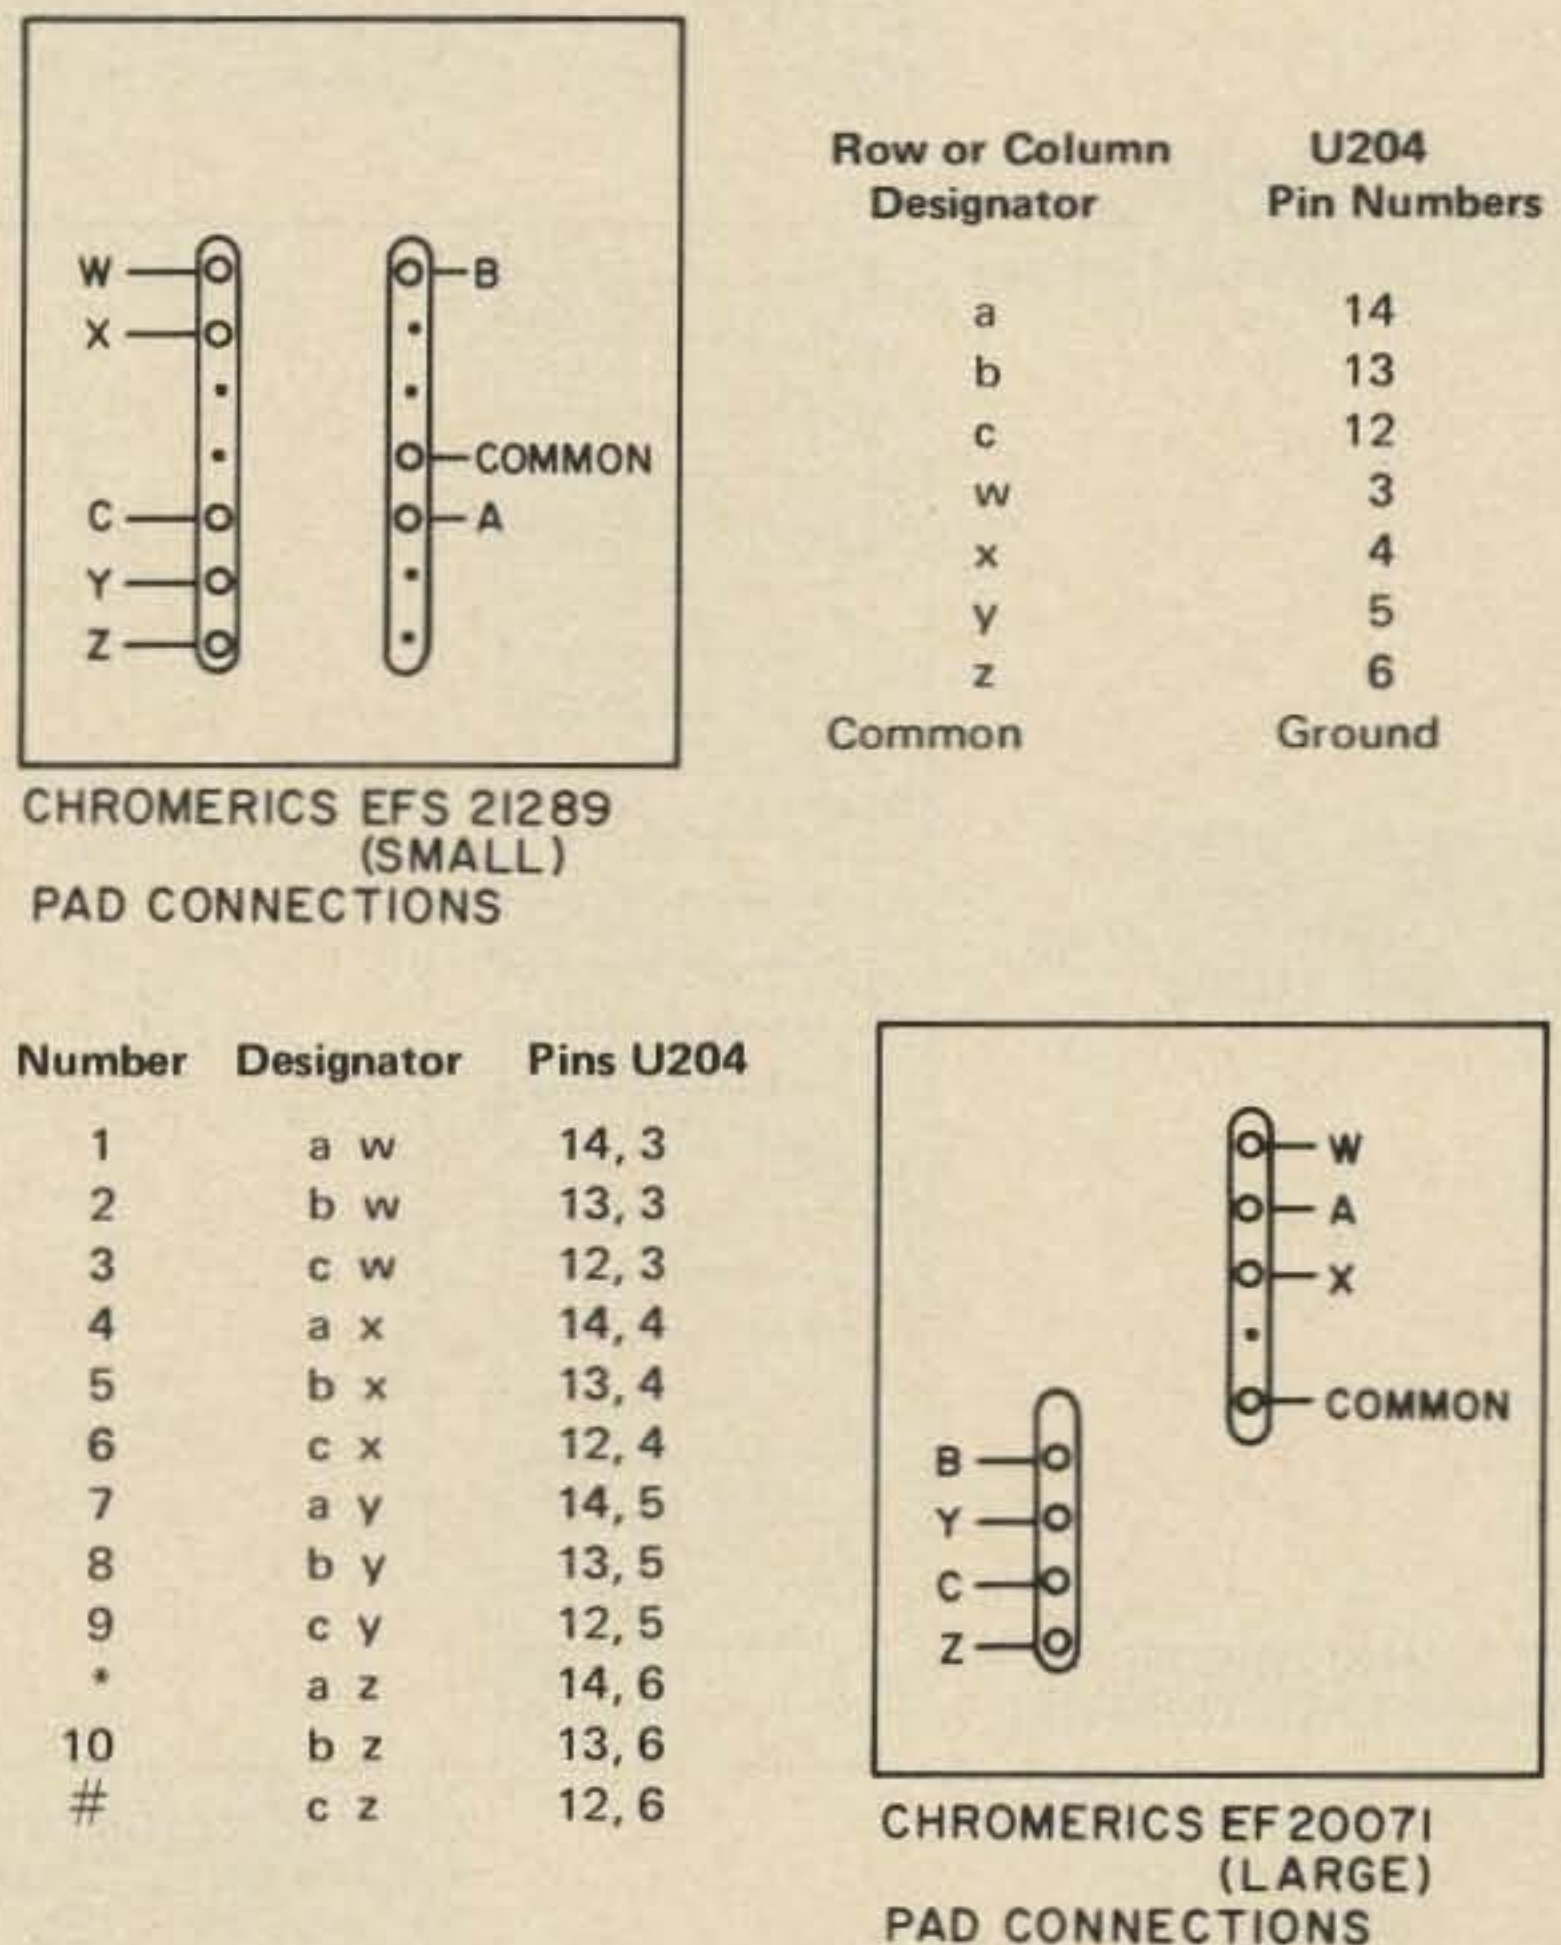 W
X
C
Y
Z
B
COMMON
A
CHROMERICS EFS 21289
(SMALL)
PAD CONNECTIONS
Row or Column U204
Designator Pin Numbers
a 14
b 13
c 12
w 3
x 4
y 5
z 6
Common Ground
Number Designator Pins U204
1 a w 14, 3
2 b w 13, 3
3 c w 12, 3
4 a x 14, 4
5 b x 13, 4
6 c x 12, 4
7 a y 14, 5
8 b y 13, 5
9 c y 12, 5
* a z 14, 6
10 b z 13, 6
# c z 12, 6
W
A
X
COMMON
B
Y
C
Z
CHROMERICS EF20071
(LARGE)
PAD CONNECTIONS